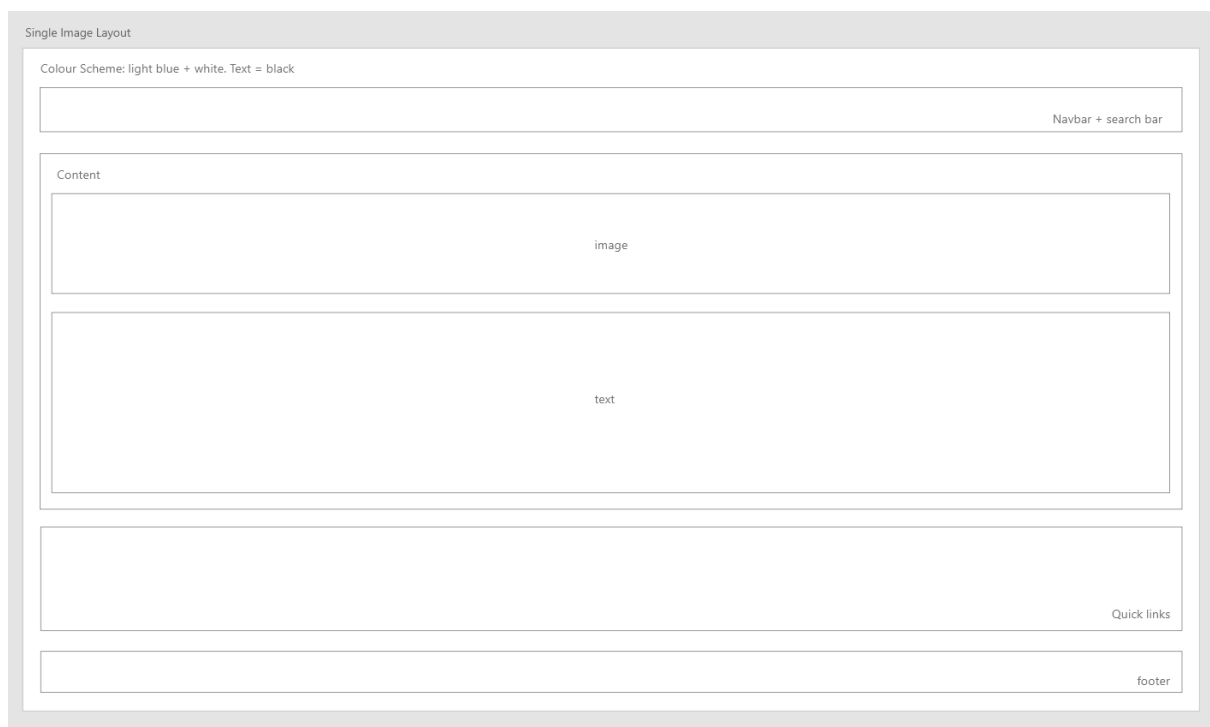 Single Image Layout
Colour Scheme: light blue + white. Text = black
Navbar + search bar
Content
image
text
Quick links
footer